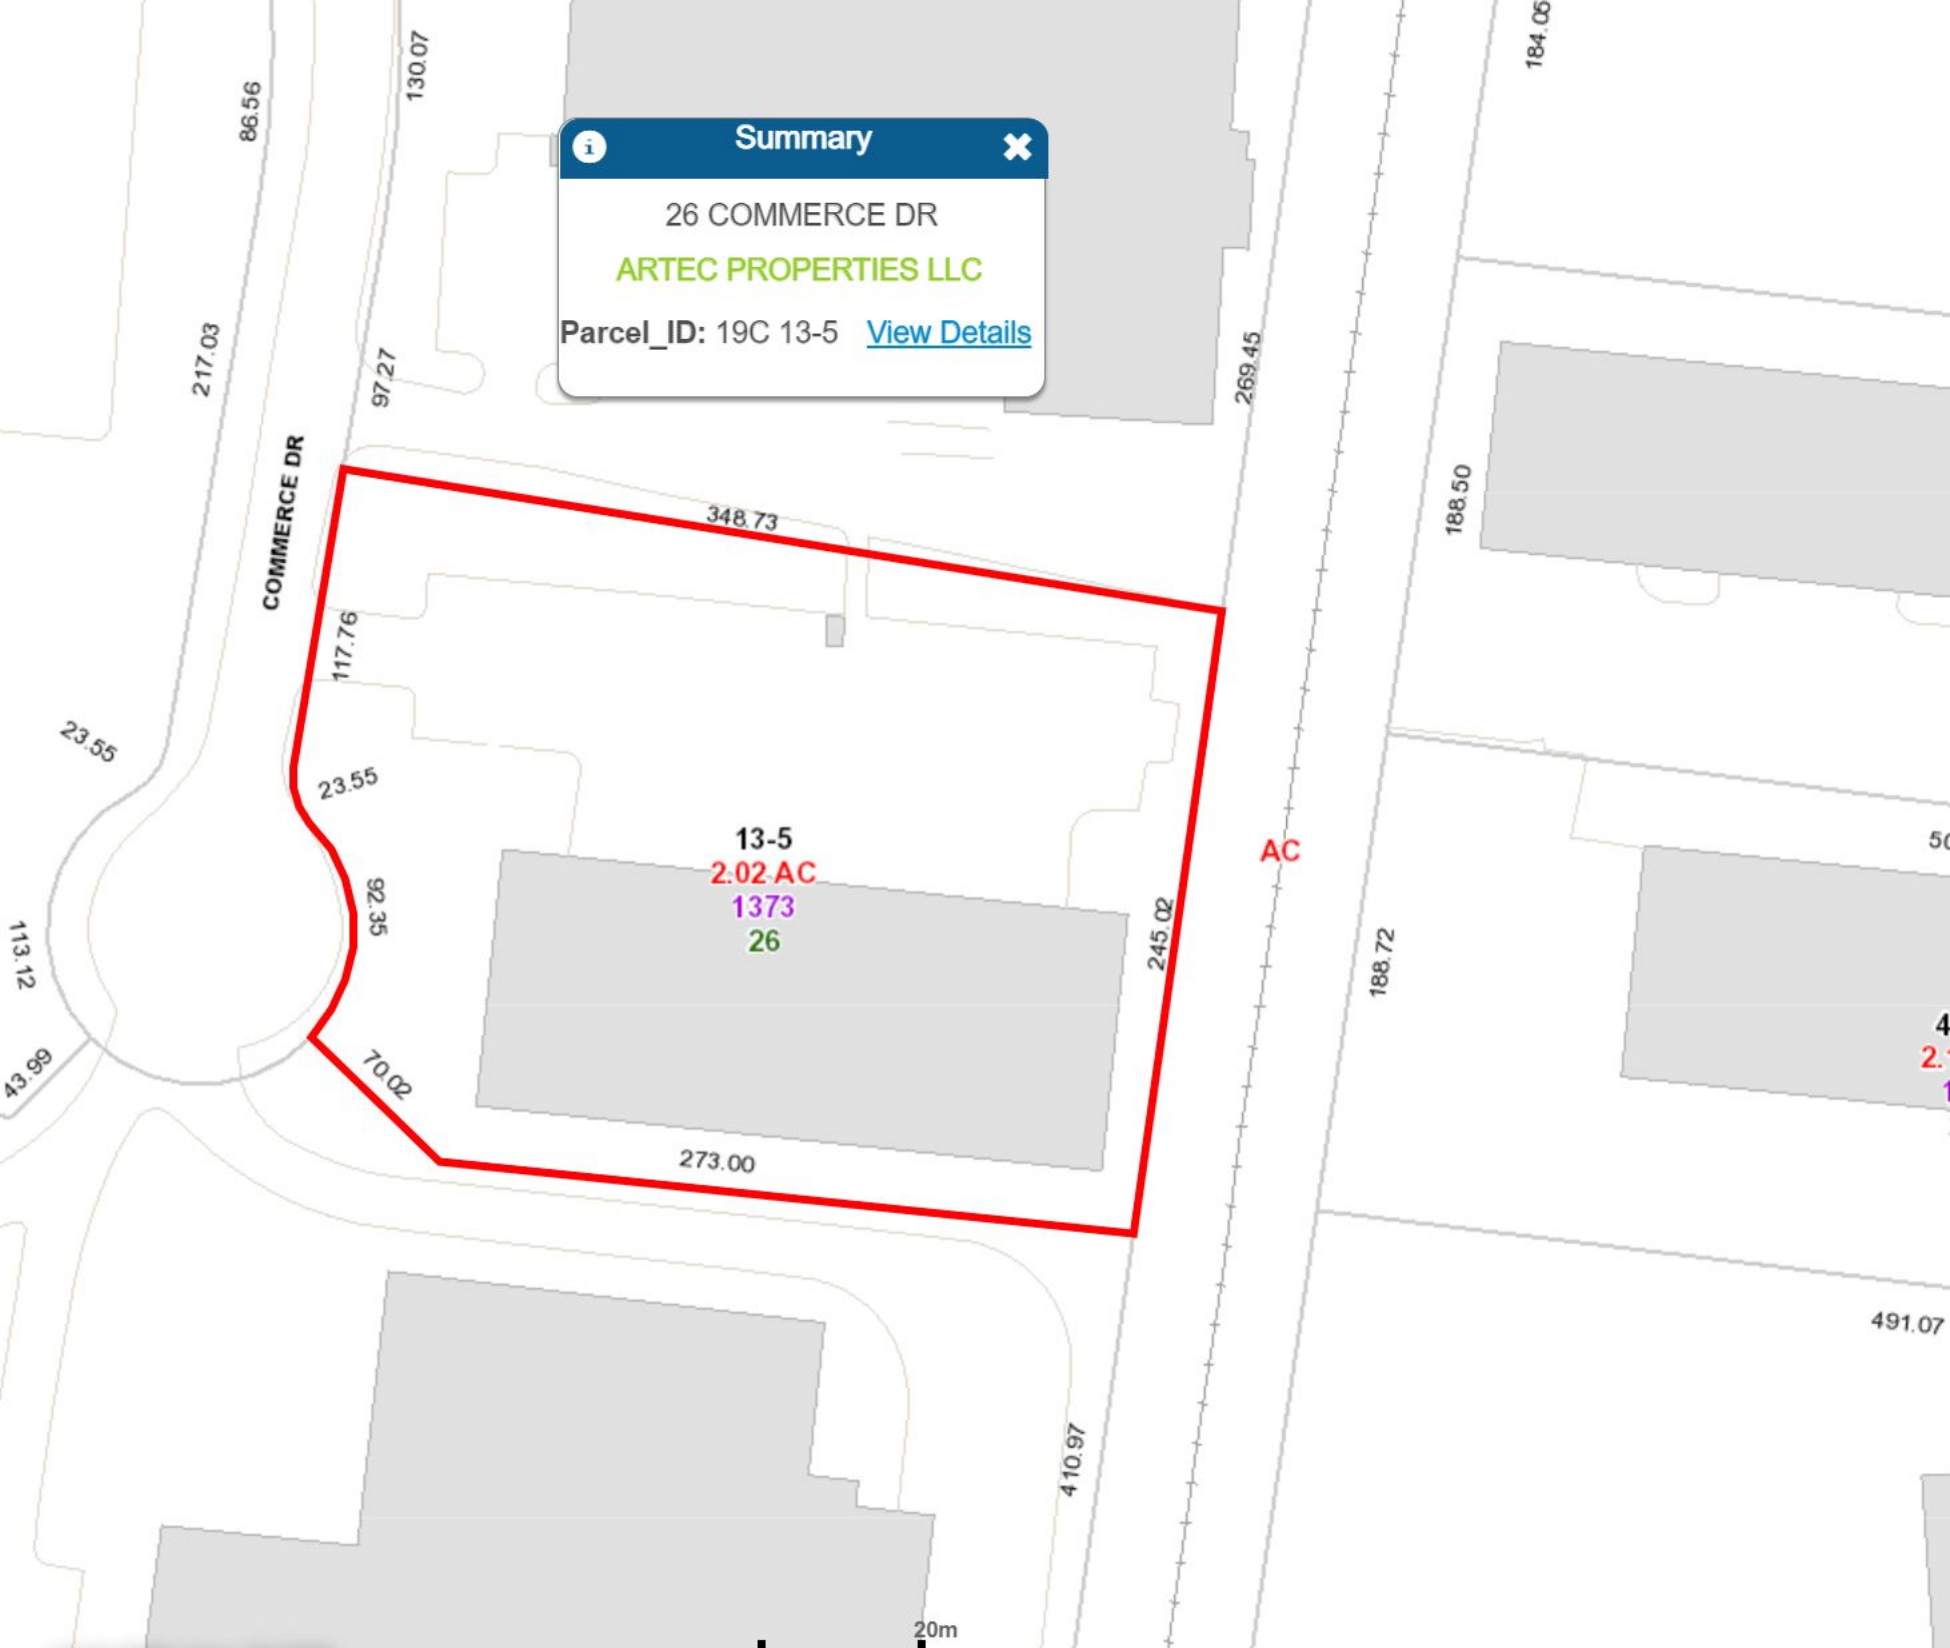 184.05
130.07
86.56
Summary
26 COMMERCE DR
ARTEC PROPERTIES LLC
Parcel_ID: 19C 13-5 View Details
217.03
97.27
269.45
COMMERCE DR
188.50
348.73
117.76
23.55
23.55
13-5
2.02 AC
1373
26
AC
92.35
245.02
113.12
188.72
43.99
70.02
273.00
491.07
410.97
20m